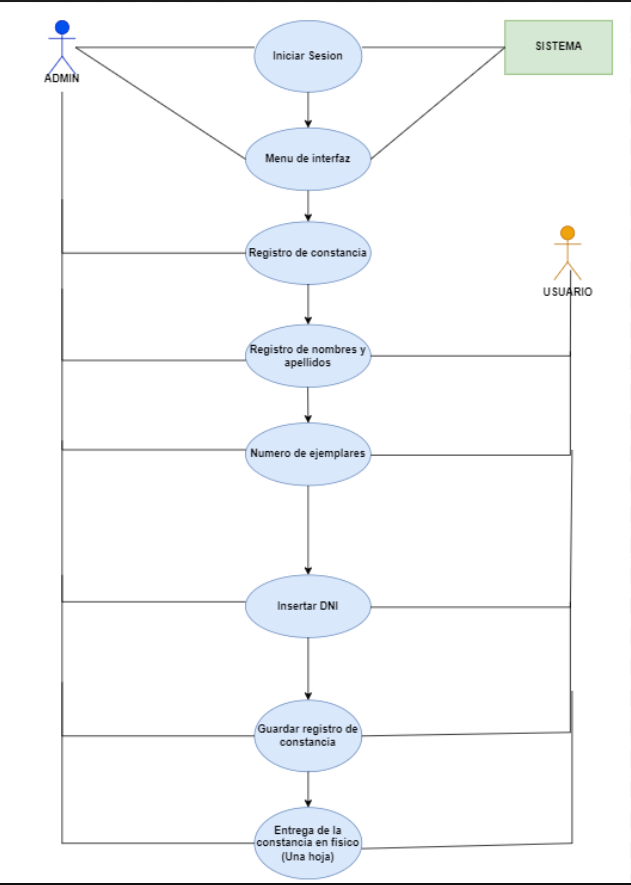 Iniciar Sesion
SISTEMA
ADMIN
Menu de interfaz
Registro de constancia
USUARIO
Registro de nombres y
apellidos
Numero de ejemplares
Insertar DNI
Guardar registro de
constancia
Entrega de la
constancia en fisico
(Una hoja)